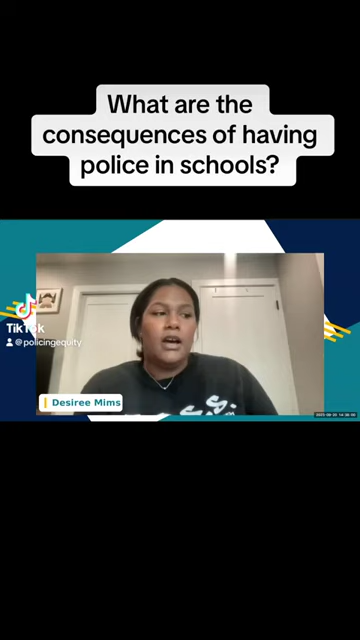 What are the
consequences of having
police in schools?
TikTok
@policingequity
Desiree Mims